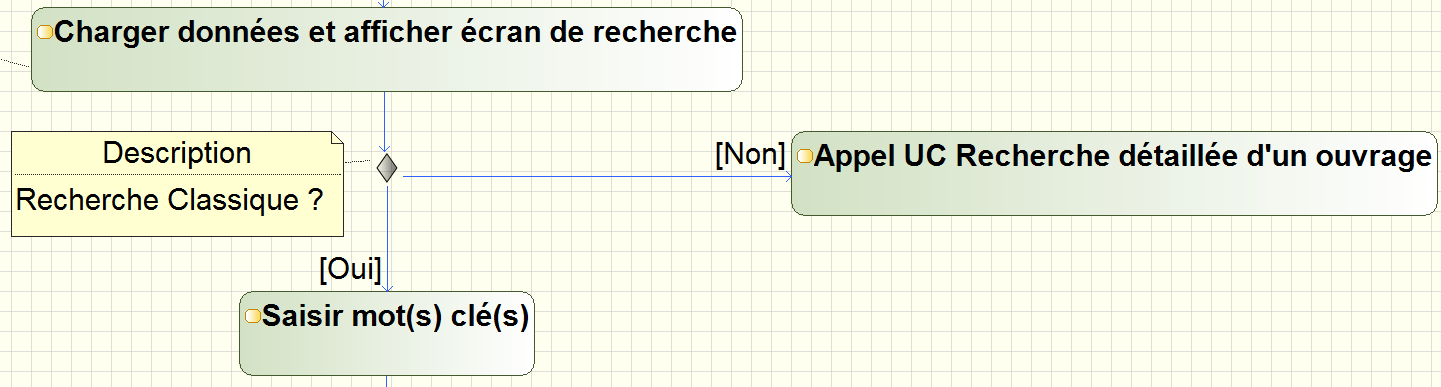 Charger données et afficher écran de recherche
Description
Recherche Classique ?
[Non]
Appel UC Recherche détaillée d'un ouvrage
[Oui]
Saisir mot(s) clé(s)